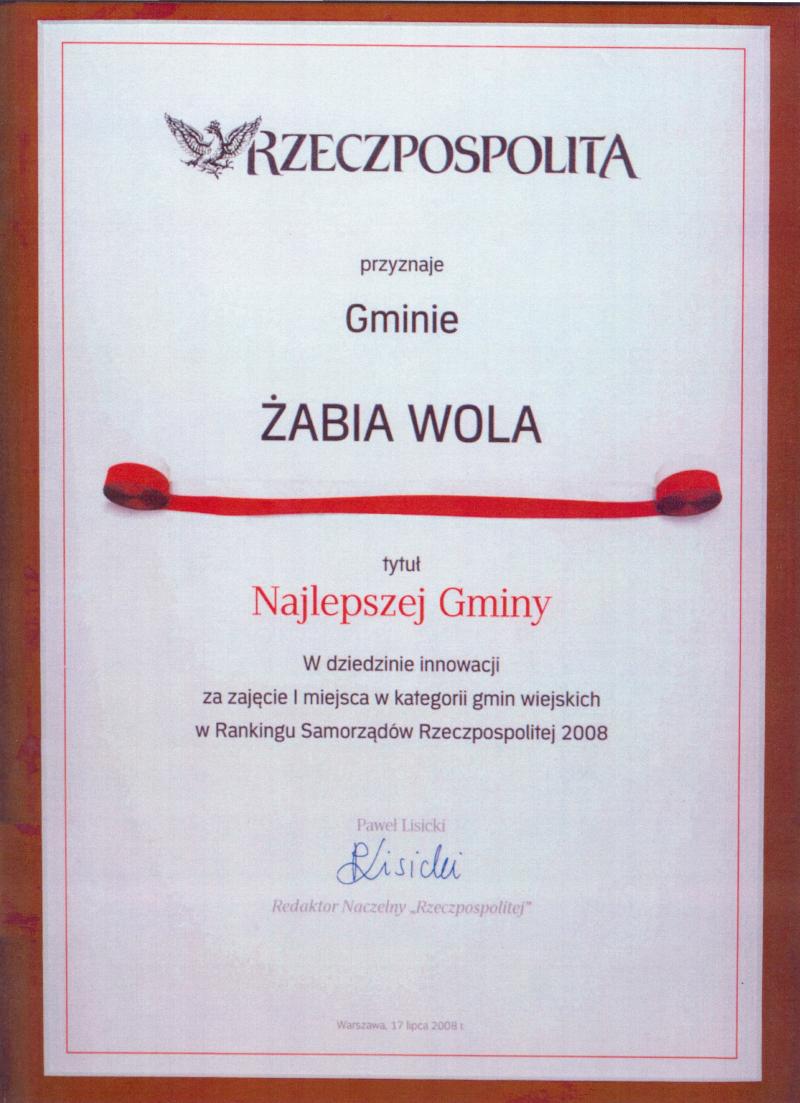 RZECZPOSPOLITA
przyznaje
Gminie
ŻABIA WOLA
tytuł
Najlepszej Gminy
W dziedzinie innowacji
za zajęcie I miejsca w kategorii gmin wiejskich
w Rankingu Samorządów Rzeczpospolitej 2008
Paweł Lisicki
PLisicki
Redaktor Naczelny „Rzeczpospolitej”
Warszawa, 17 lipca 2008 r.